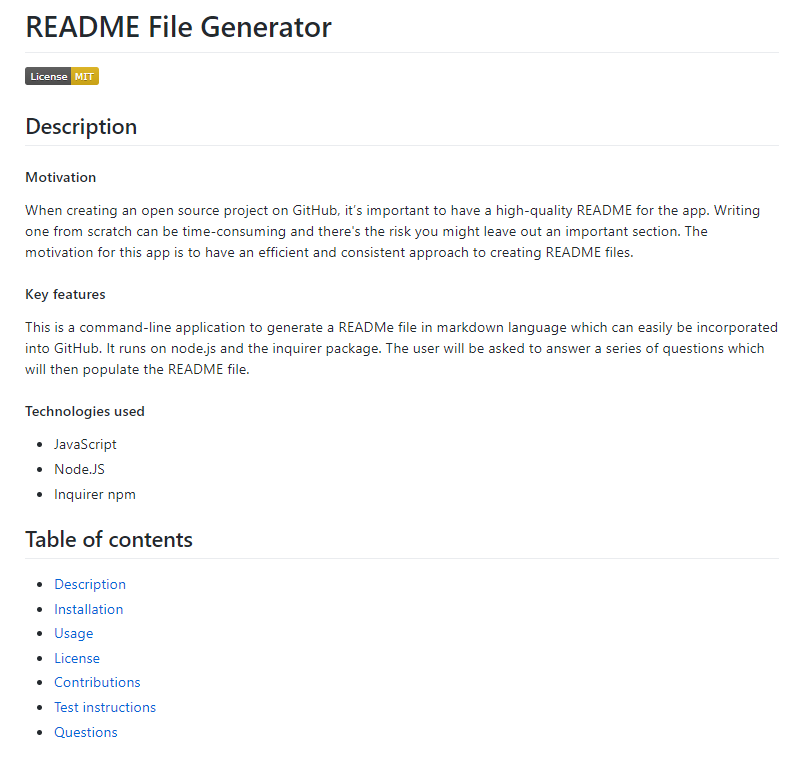 README File Generator
License MIT
Description
Motivation
When creating an open source project on GitHub, it's important to have a high-quality README for the app. Writing
one from scratch can be time-consuming and there's the risk you might leave out an important section. The
motivation for this app is to have an efficient and consistent approach to creating README files.
Key features
This is a command-line application to generate a READMe file in markdown language which can easily be incorporated
into GitHub. It runs on node.js and the inquirer package. The user will be asked to answer a series of questions which
will then populate the README file.
Technologies used
JavaScript
Node.JS
Inquirer npm
Table of contents
Description
Installation
Usage
License
Contributions
Test instructions
Questions